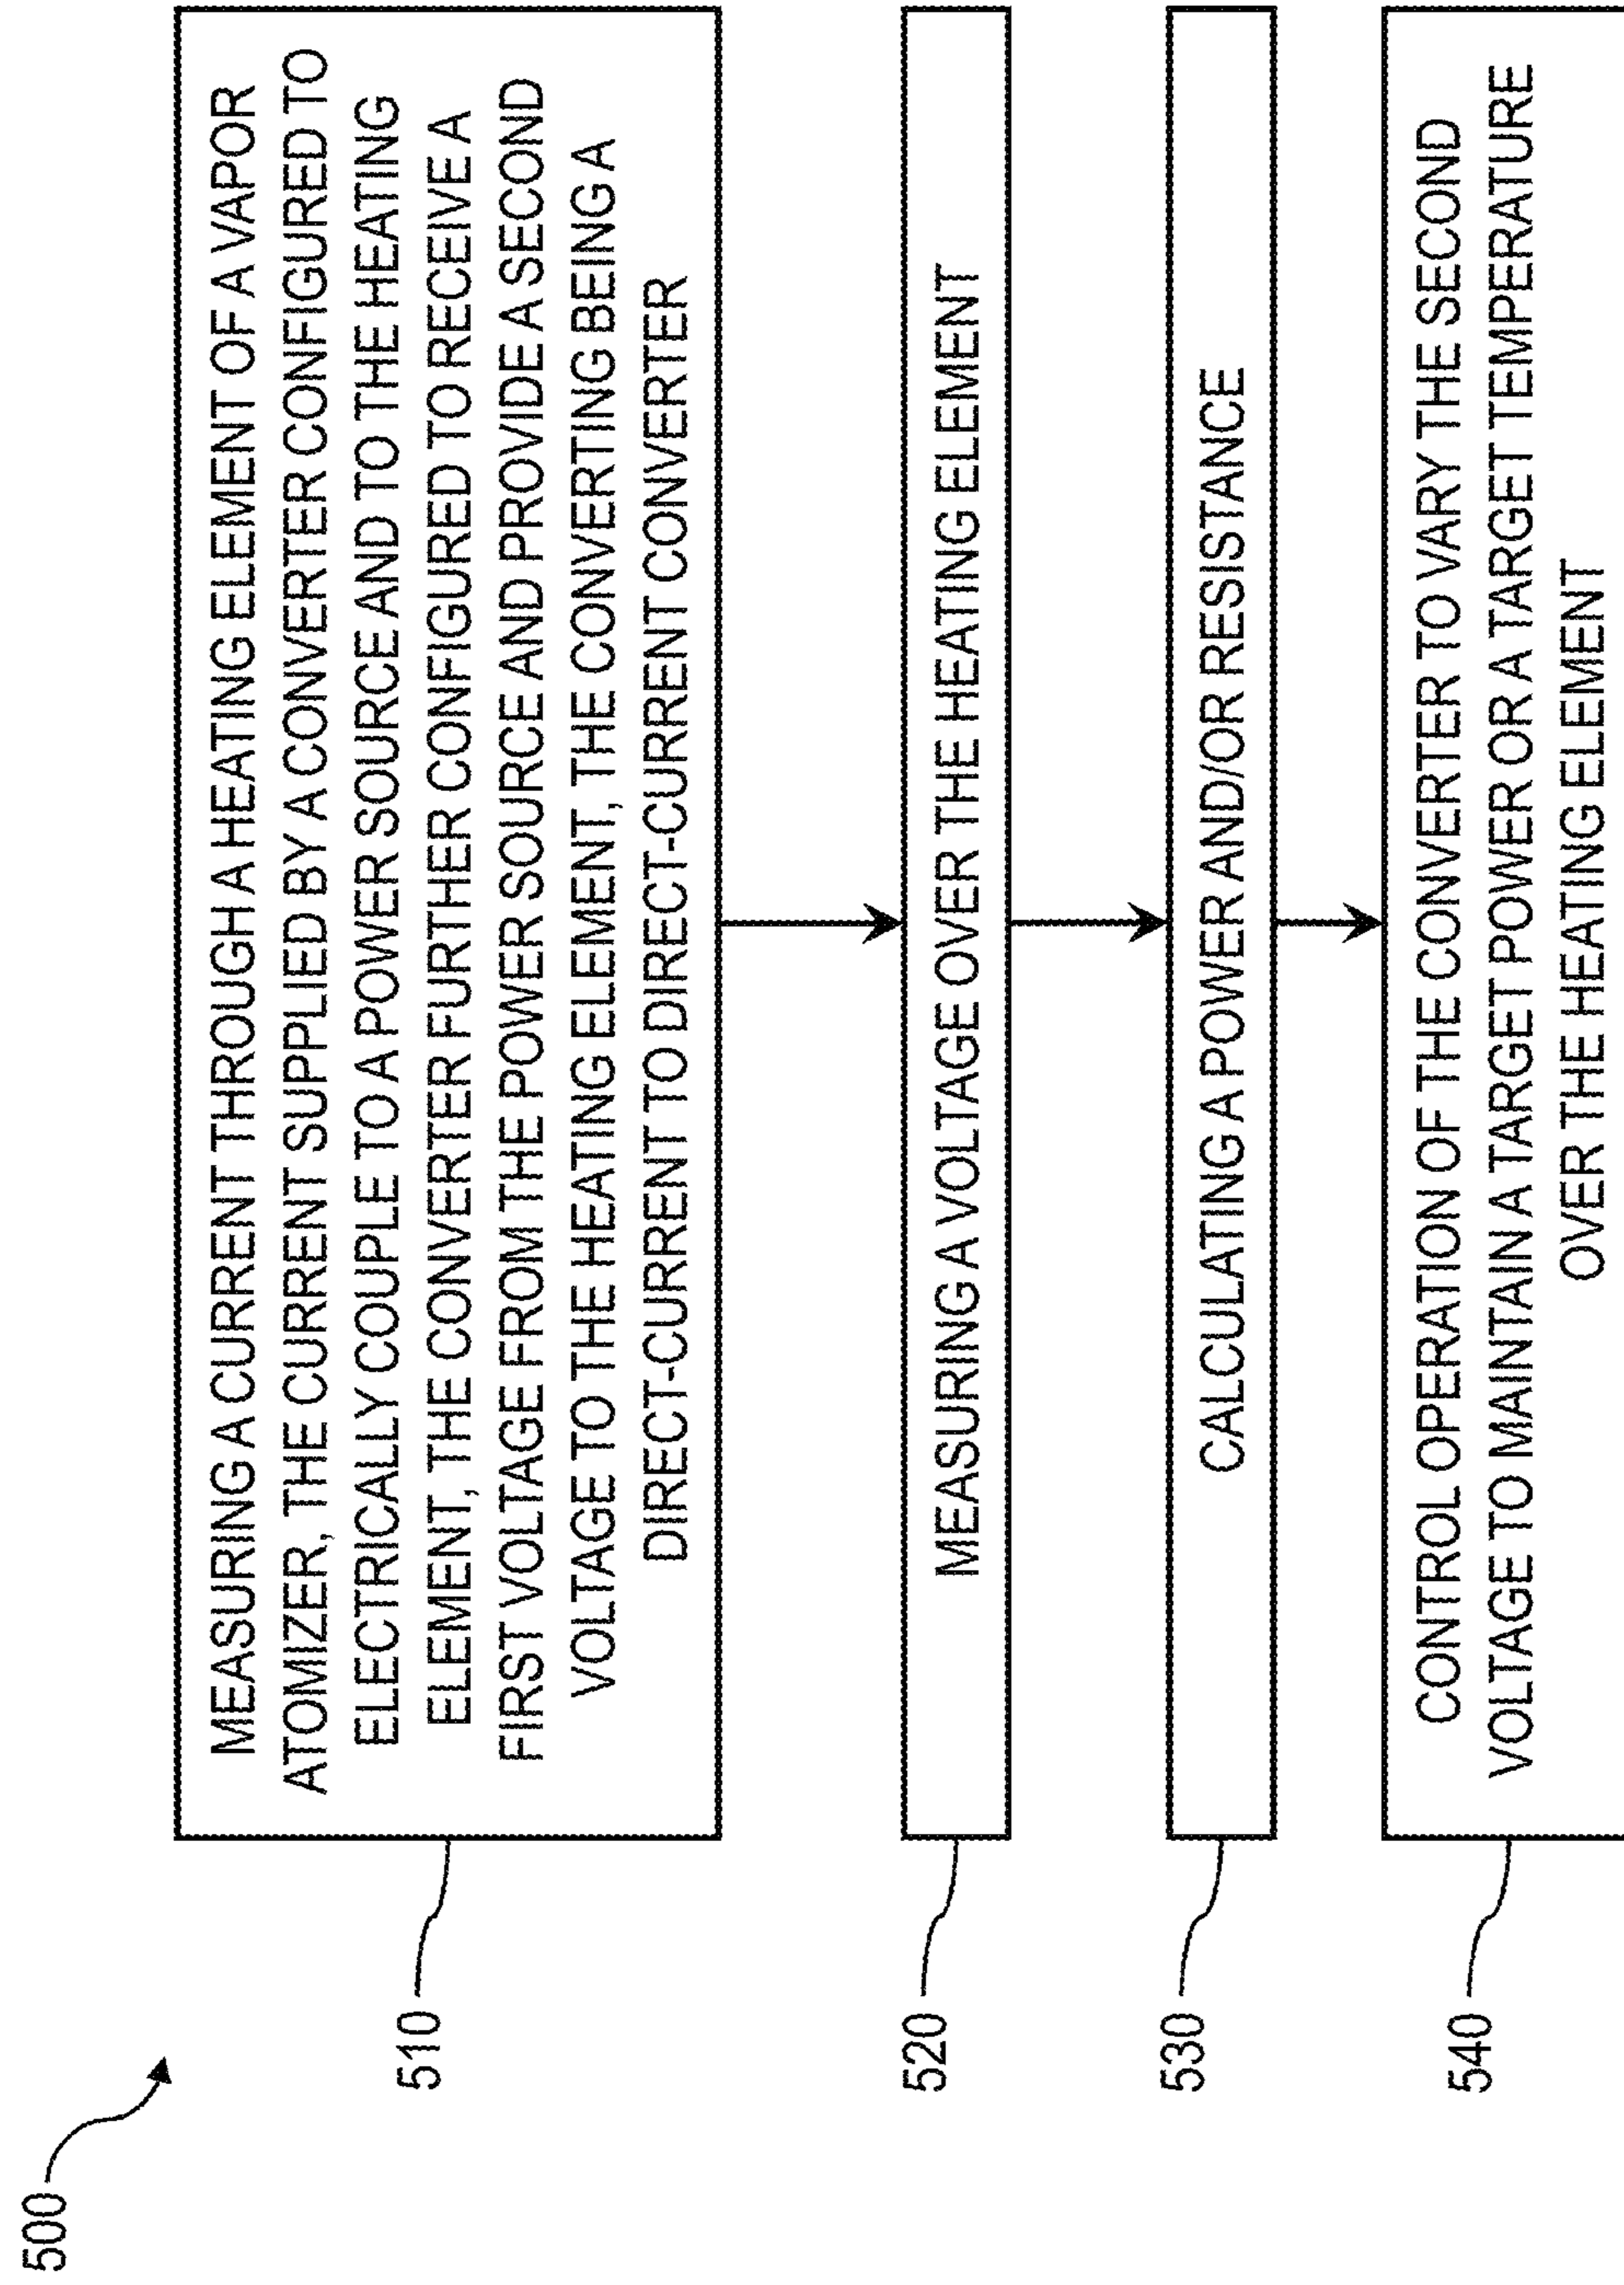 500
510
MEASURING A CURRENT THROUGH A HEATING ELEMENT OF A VAPOR
ATOMIZER, THE CURRENT SUPPLIED BY A CONVERTER CONFIGURED TO
ELECTRICALLY COUPLE TO A POWER SOURCE AND TO THE HEATING
ELEMENT, THE CONVERTER FURTHER CONFIGURED TO RECEIVE A
FIRST VOLTAGE FROM THE POWER SOURCE AND PROVIDE A SECOND
VOLTAGE TO THE HEATING ELEMENT, THE CONVERTING BEING A
DIRECT-CURRENT TO DIRECT-CURRENT CONVERTER
520
MEASURING A VOLTAGE OVER THE HEATING ELEMENT
530
CALCULATING A POWER AND/OR RESISTANCE
540
CONTROL OPERATION OF THE CONVERTER TO VARY THE SECOND
VOLTAGE TO MAINTAIN A TARGET POWER OR A TARGET TEMPERATURE
OVER THE HEATING ELEMENT